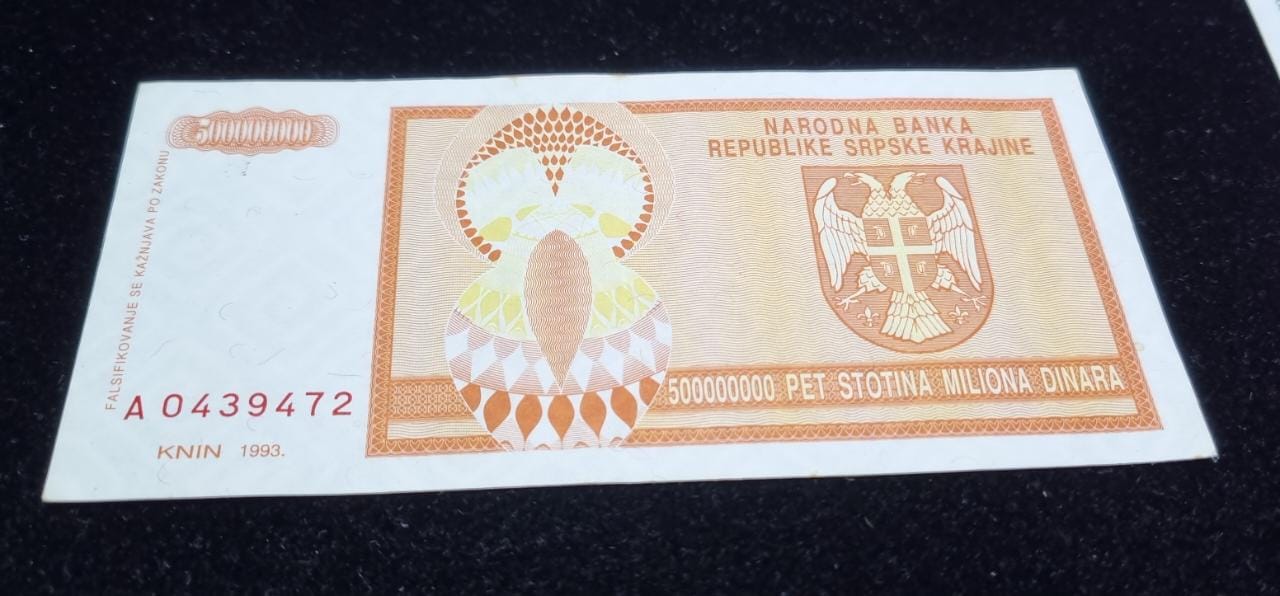 500000000
NARODNA BANKA
REPUBLIKE SRPSKE KRAJINE
FALSIFIKOVANJE SE KAŽNJAVA PO ZAKONU
500000000 PET STOTINA MILIONA DINARA
A 0439472
KNIN 1993.